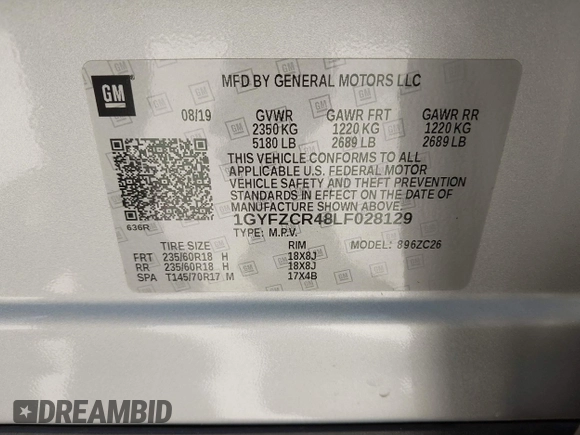 GM
MFD BY GENERAL MOTORS LLC
08/19 GVWR GAWR FRT GAWR RR
2350 KG 1220 KG 1220 KG
5180 LB 2689 LB 2689 LB
THIS VEHICLE CONFORMS TO ALL
APPLICABLE U.S. FEDERAL MOTOR
VEHICLE SAFETY AND THEFT PREVENTION
STANDARDS IN EFFECT ON THE DATE OF
MANUFACTURE SHOWN ABOVE.
1GYFZCR48LF028129
636R
TYPE: M.P.V. MODEL: 896ZC26
TIRE SIZE RIM
FRT 235/60R18 H 18X8J
RR 235/60R18 H 18X8J
SPA T145/70R17 M 17X4B
DREAMBID